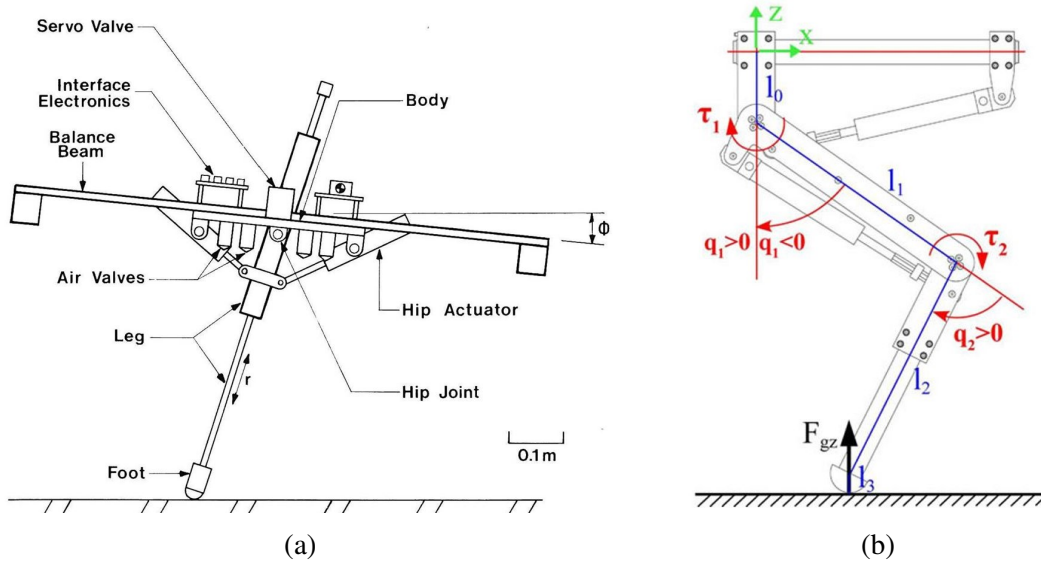 Servo Valve
Interface
Electronics
Balance
Beam
Body
Φ
Air Valves
Hip Actuator
Leg
r
Hip Joint
0.1m
Foot
(a)
Z
X
l₀
τ₁
l₁
q₁>0 q₁<0
τ₂
q₂>0
l₂
F_gz
l₃
(b)